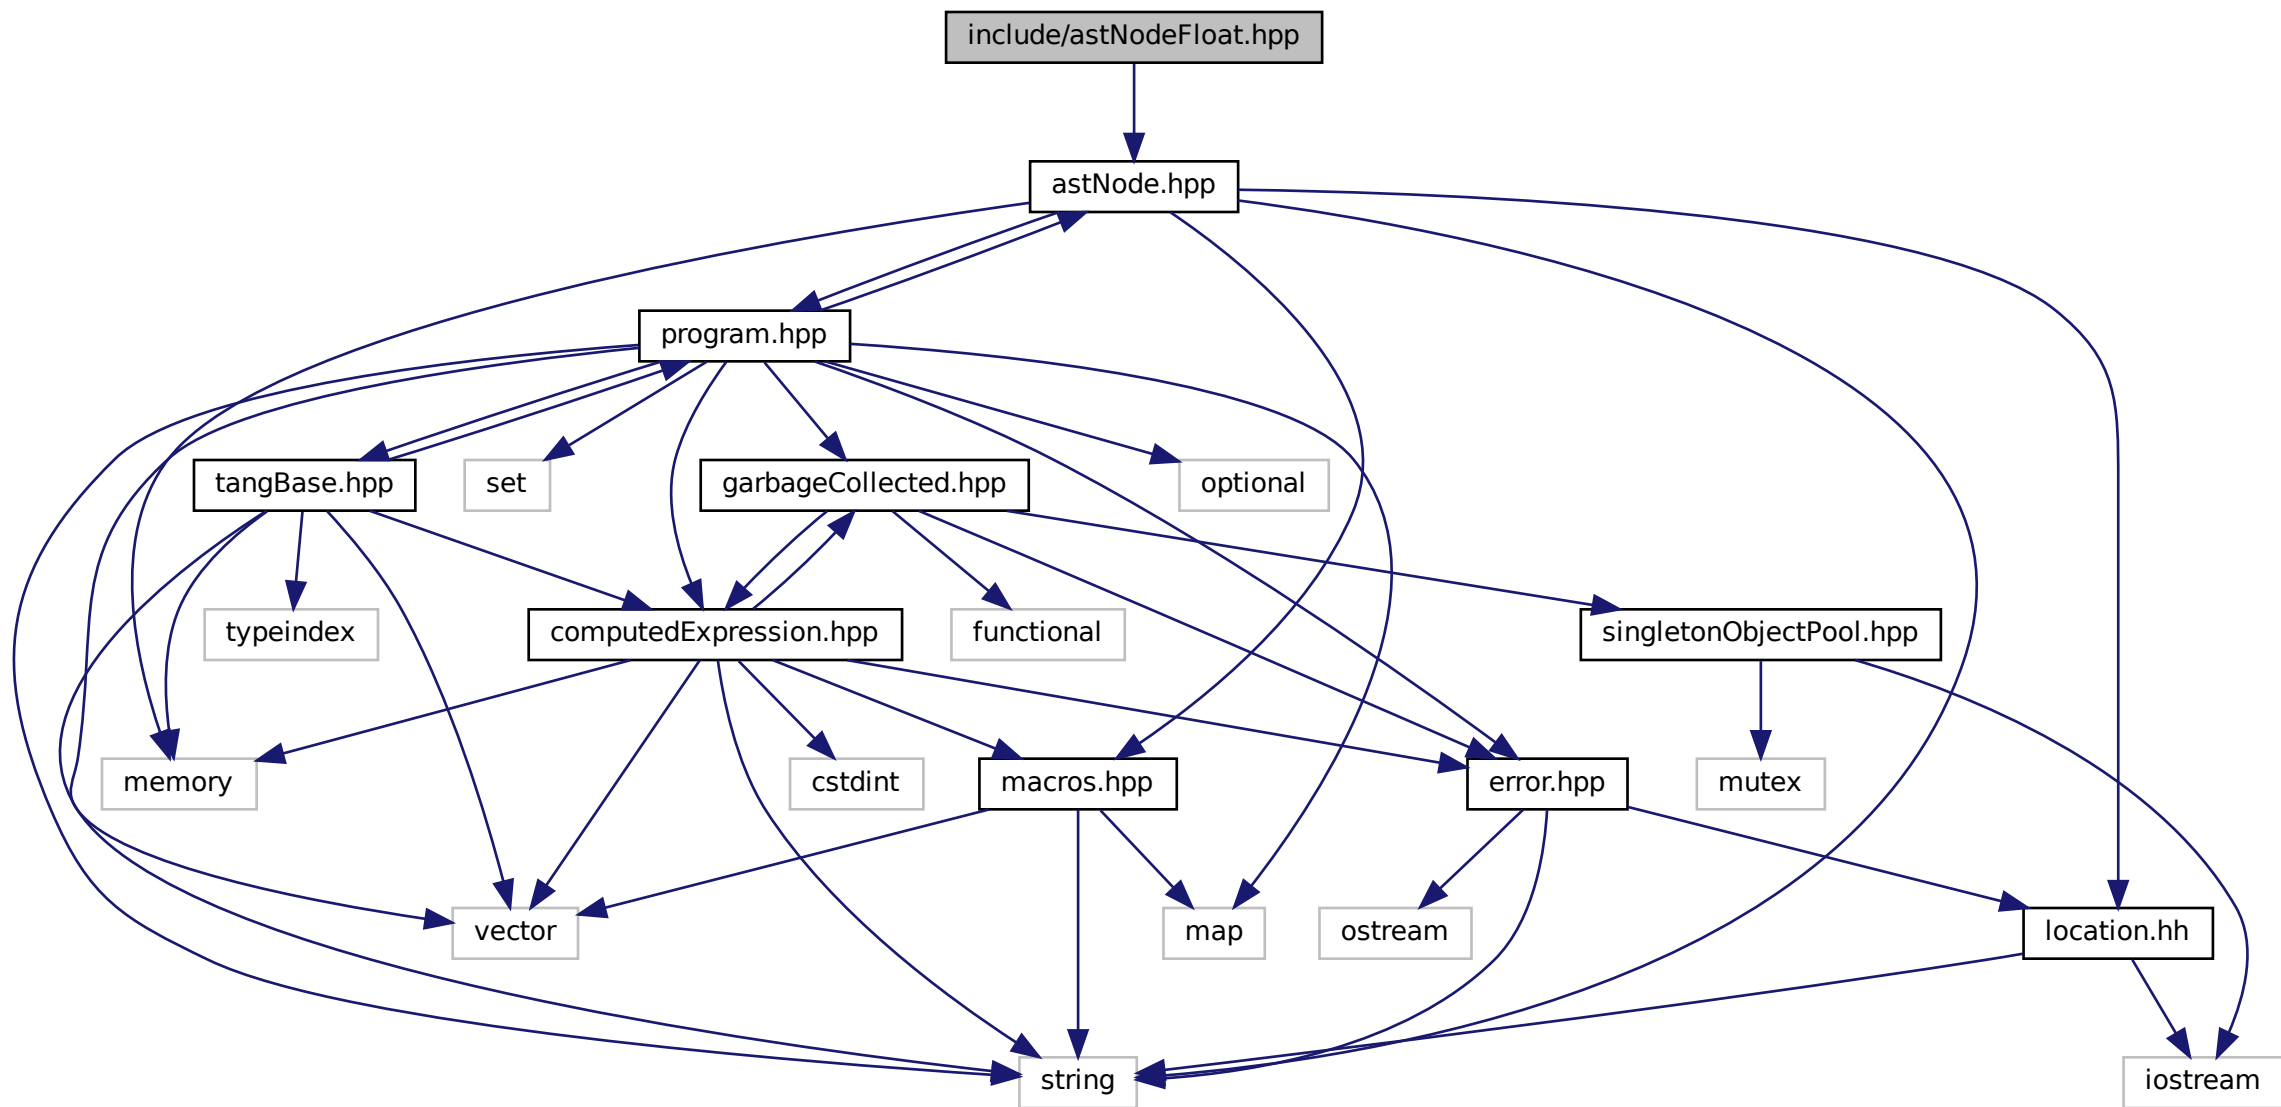 include/astNodeFloat.hpp
astNode.hpp
program.hpp
tangBase.hpp
set
garbageCollected.hpp
optional
typeindex
computedExpression.hpp
functional
singletonObjectPool.hpp
memory
cstdint
macros.hpp
error.hpp
mutex
vector
map
ostream
location.hh
string
iostream